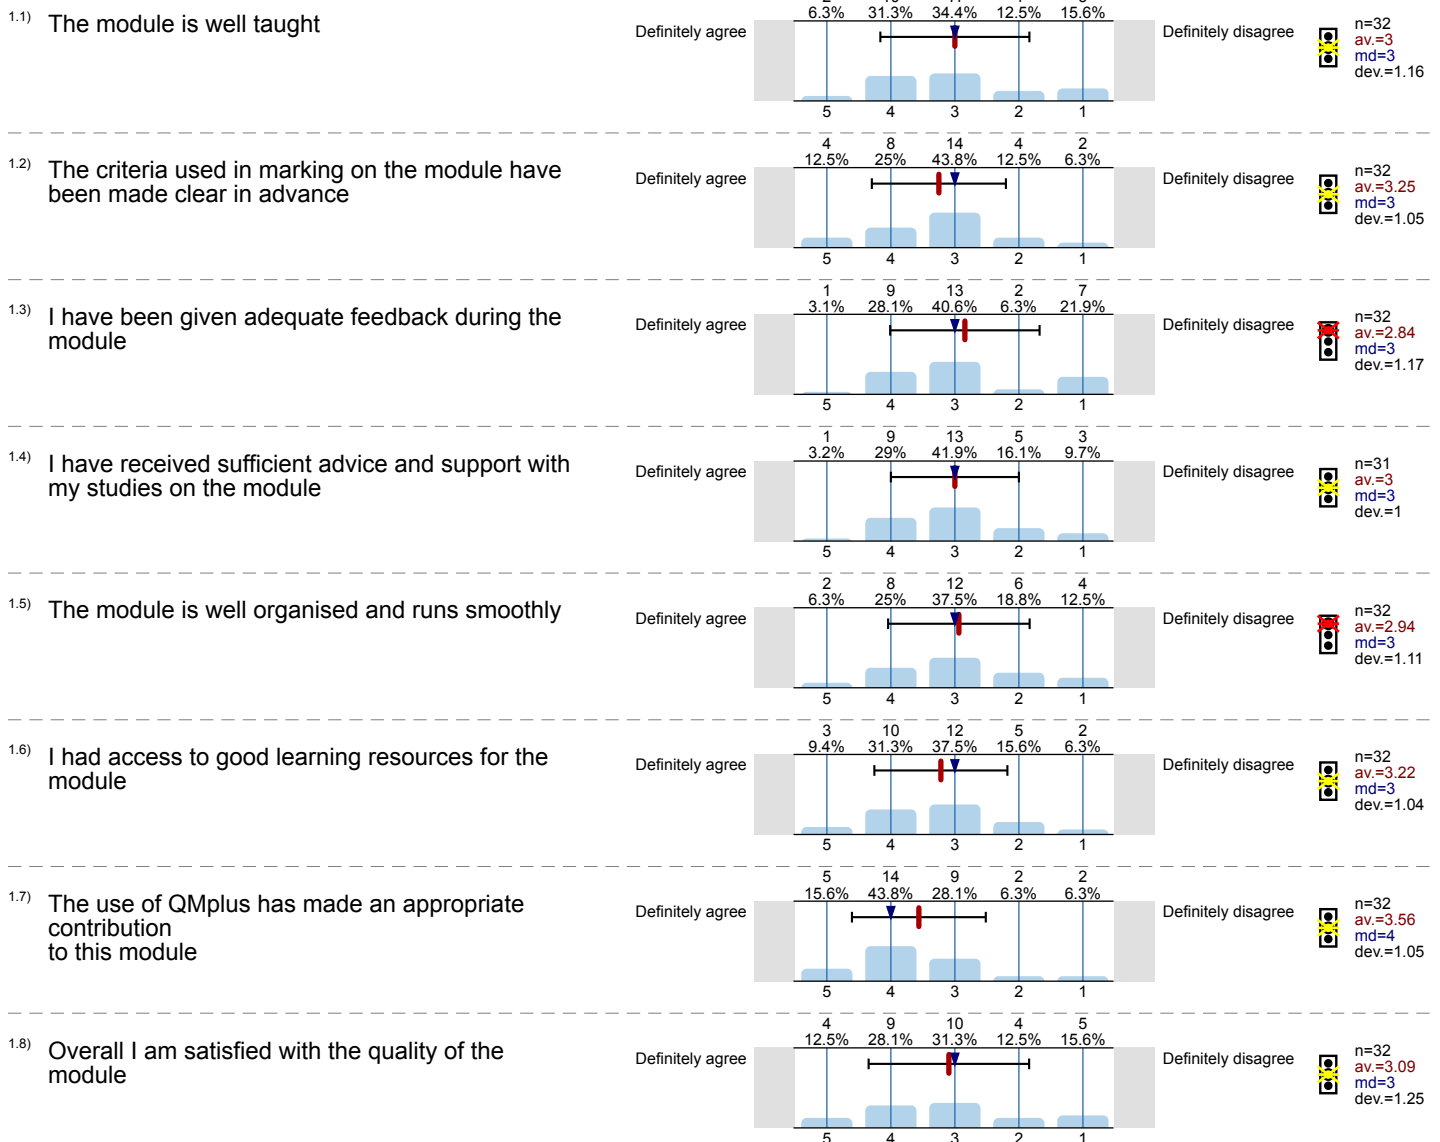 6.3% 31.3% 34.4% 12.5% 15.6%
1.1) The module is well taught
Definitely agree
Definitely disagree
n=32
av.=3
md=3
dev.=1.16
5 4 3 2 1
4 8 14 4 2
12.5% 25% 43.8% 12.5% 6.3%
1.2) The criteria used in marking on the module have
been made clear in advance
Definitely agree
Definitely disagree
n=32
av.=3.25
md=3
dev.=1.05
5 4 3 2 1
1 9 13 2 7
3.1% 28.1% 40.6% 6.3% 21.9%
1.3) I have been given adequate feedback during the
module
Definitely agree
Definitely disagree
n=32
av.=2.84
md=3
dev.=1.17
5 4 3 2 1
1 9 13 5 3
3.2% 29% 41.9% 16.1% 9.7%
1.4) I have received sufficient advice and support with
my studies on the module
Definitely agree
Definitely disagree
n=31
av.=3
md=3
dev.=1
5 4 3 2 1
2 8 12 6 4
6.3% 25% 37.5% 18.8% 12.5%
1.5) The module is well organised and runs smoothly
Definitely agree
Definitely disagree
n=32
av.=2.94
md=3
dev.=1.11
5 4 3 2 1
3 10 12 5 2
9.4% 31.3% 37.5% 15.6% 6.3%
1.6) I had access to good learning resources for the
module
Definitely agree
Definitely disagree
n=32
av.=3.22
md=3
dev.=1.04
5 4 3 2 1
5 14 9 2 2
15.6% 43.8% 28.1% 6.3% 6.3%
1.7) The use of QMplus has made an appropriate
contribution
to this module
Definitely agree
Definitely disagree
n=32
av.=3.56
md=4
dev.=1.05
5 4 3 2 1
4 9 10 4 5
12.5% 28.1% 31.3% 12.5% 15.6%
1.8) Overall I am satisfied with the quality of the
module
Definitely agree
Definitely disagree
n=32
av.=3.09
md=3
dev.=1.25
5 4 3 2 1